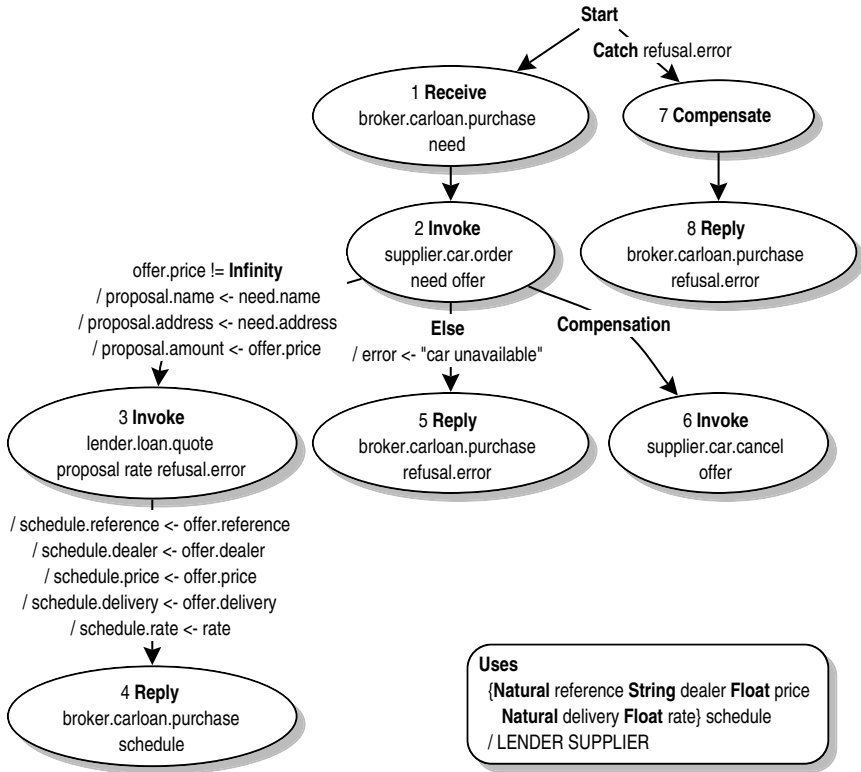 Start
Catch refusal.error
1 Receive
broker.carloan.purchase
need
7 Compensate
2 Invoke
supplier.car.order
need offer
8 Reply
broker.carloan.purchase
refusal.error
offer.price != Infinity
/ proposal.name <- need.name
/ proposal.address <- need.address
/ proposal.amount <- offer.price
Else
/ error <- "car unavailable"
Compensation
3 Invoke
lender.loan.quote
proposal rate refusal.error
5 Reply
broker.carloan.purchase
refusal.error
6 Invoke
supplier.car.cancel
offer
/ schedule.reference <- offer.reference
/ schedule.dealer <- offer.dealer
/ schedule.price <- offer.price
/ schedule.delivery <- offer.delivery
/ schedule.rate <- rate
4 Reply
broker.carloan.purchase
schedule
Uses
{Natural reference String dealer Float price
Natural delivery Float rate} schedule
/ LENDER SUPPLIER